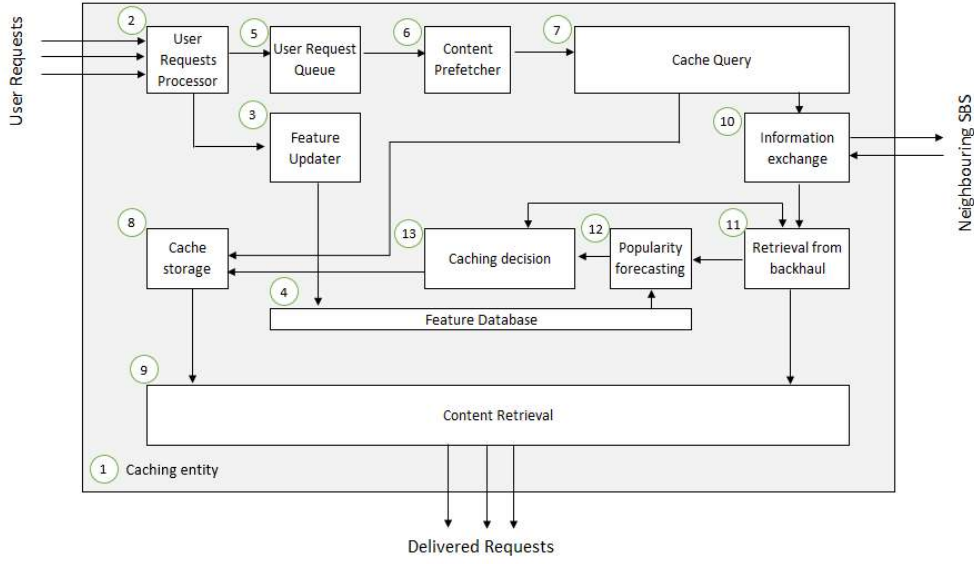 User Requests
2
User
Requests
Processor
5
User Request
Queue
6
Content
Prefetcher
7
Cache Query
3
Feature
Updater
10
Information
exchange
Neighbouring SBS
8
Cache
storage
13
Caching decision
12
Popularity
forecasting
11
Retrieval from
backhaul
4
Feature Database
9
Content Retrieval
1
Caching entity
Delivered Requests